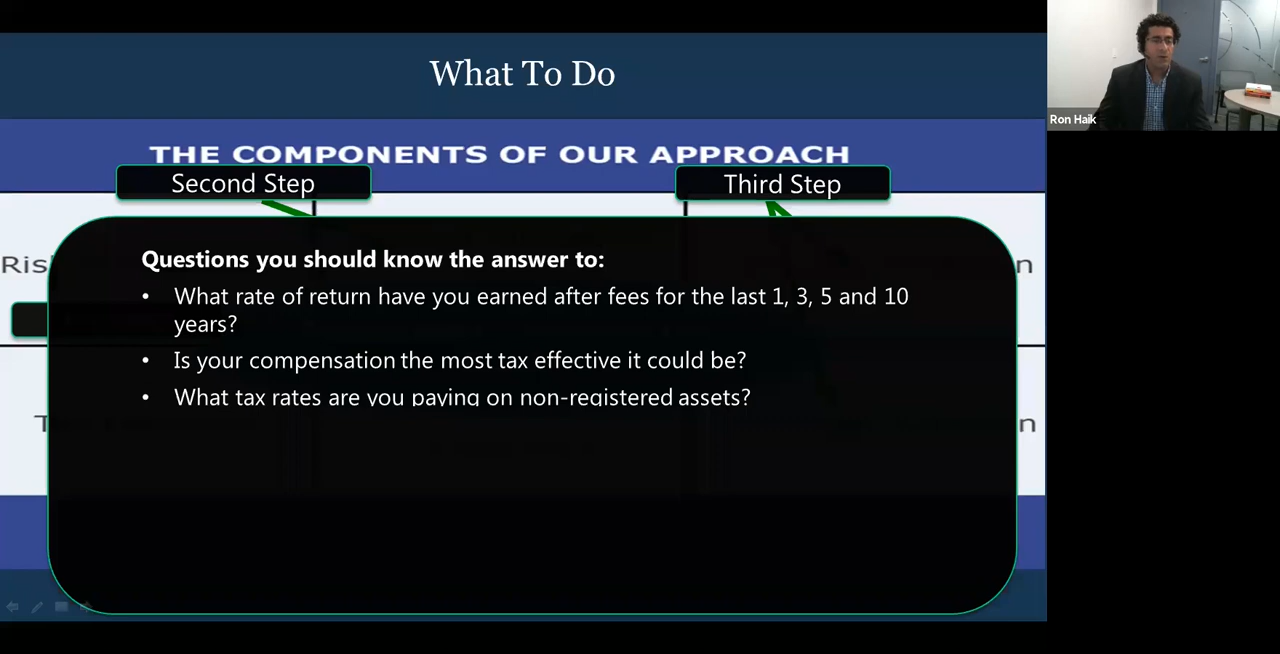 What To Do
Ron Haik
THE COMPONENTS OF OUR APPROACH
Second Step
Third Step
Questions you should know the answer to:
• What rate of return have you earned after fees for the last 1, 3, 5 and 10
years?
• Is your compensation the most tax effective it could be?
• What tax rates are you paying on non-registered assets?